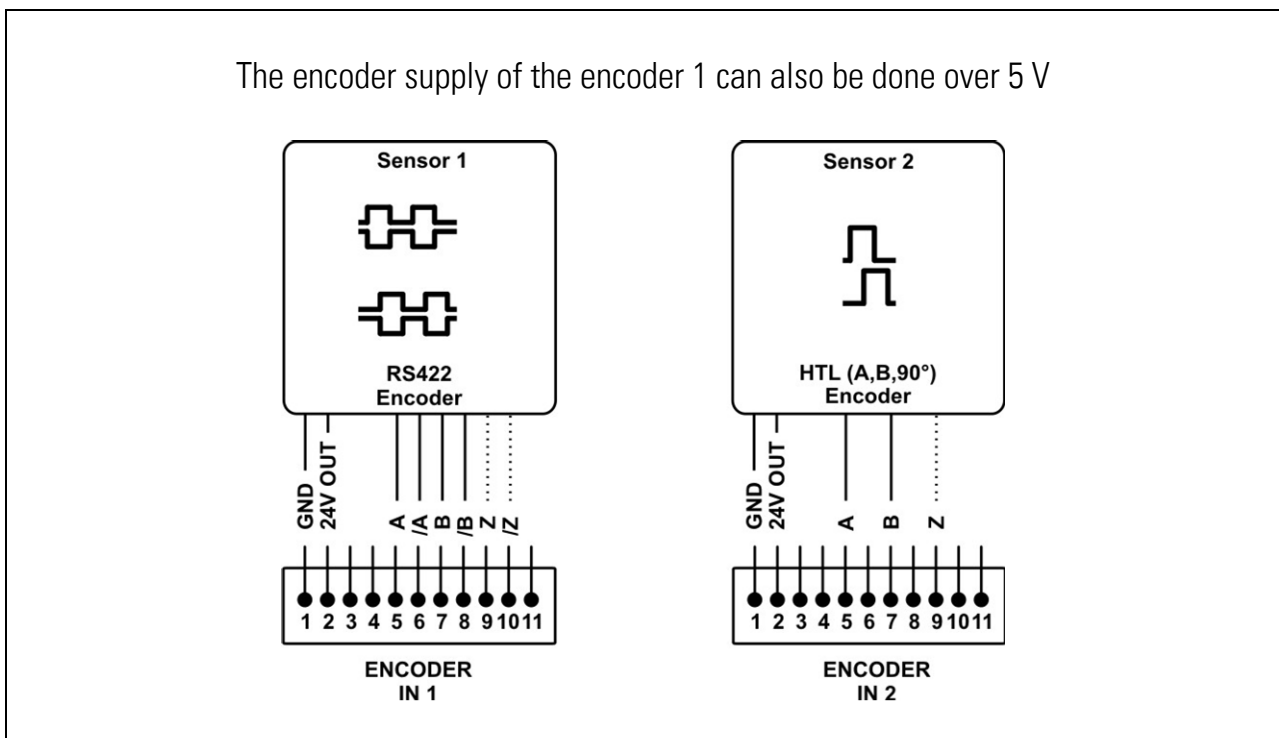 The encoder supply of the encoder 1 can also be done over 5 V
Sensor 1
RS422
Encoder
GND
24V OUT
A
/A
B
/B
Z
/Z
1 2 3 4 5 6 7 8 9 10 11
ENCODER
IN 1
Sensor 2
HTL (A,B,90°)
Encoder
GND
24V OUT
A
B
Z
1 2 3 4 5 6 7 8 9 10 11
ENCODER
IN 2